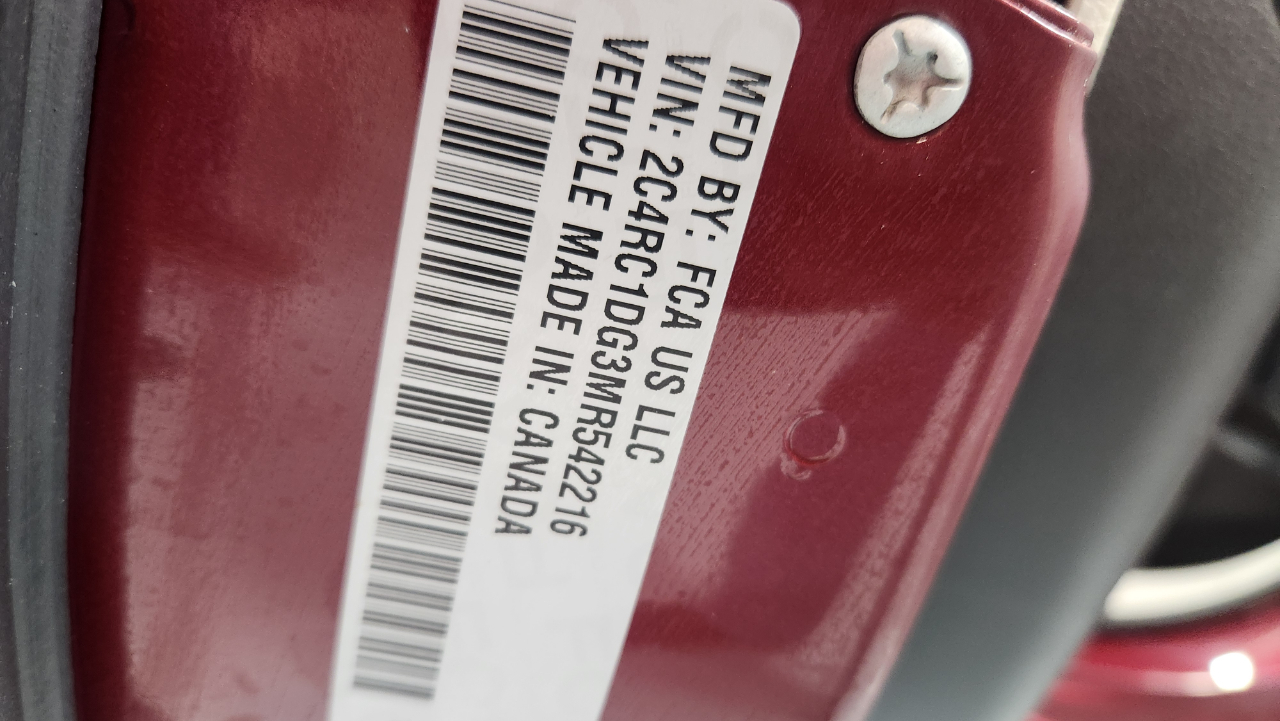 MFD BY: FCA US LLC
VIN: 2C4RC1DG3MR542216
VEHICLE MADE IN: CANADA